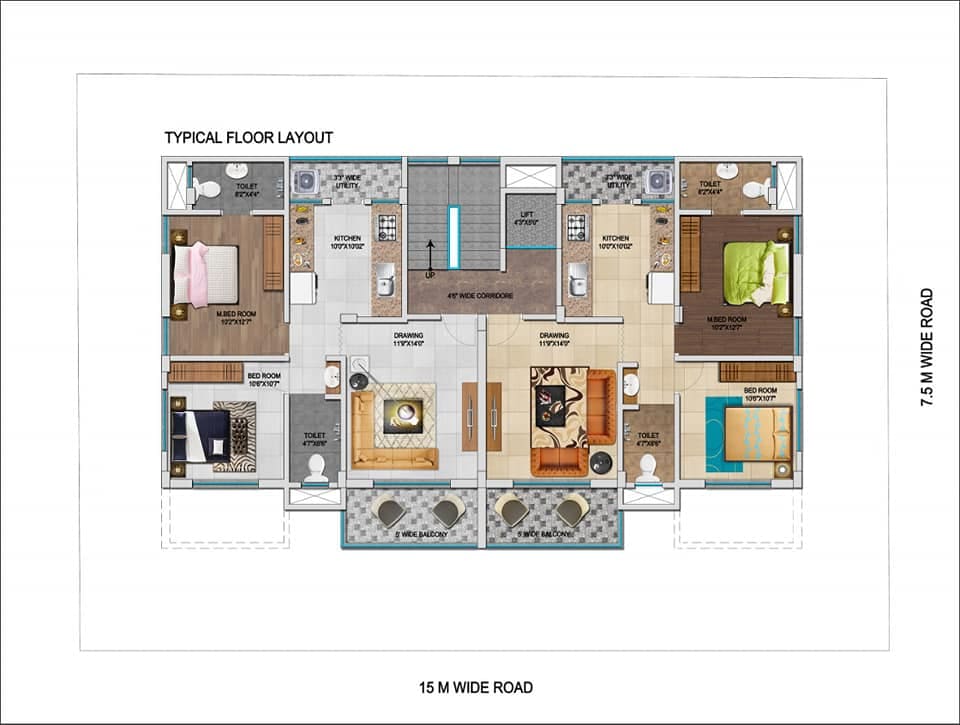 TYPICAL FLOOR LAYOUT
TOILET
8'2"X4'4"
3'3" WIDE
UTILITY
3'3" WIDE
UTILITY
TOILET
8'2"X4'4"
LIFT
4'3"X5'0"
KITCHEN
10'0"X10'02"
KITCHEN
10'0"X10'02"
UP
4'6" WIDE CORRIDORE
M.BED ROOM
10'2"X12'7"
M.BED ROOM
10'2"X12'7"
DRAWING
11'9"X14'0"
DRAWING
11'9"X14'0"
BED ROOM
10'6"X10'7"
BED ROOM
10'6"X10'7"
TOILET
4'7"X6'6"
TOILET
4'7"X6'6"
5' WIDE BALCONY
5' WIDE BALCONY
7.5 M WIDE ROAD
15 M WIDE ROAD